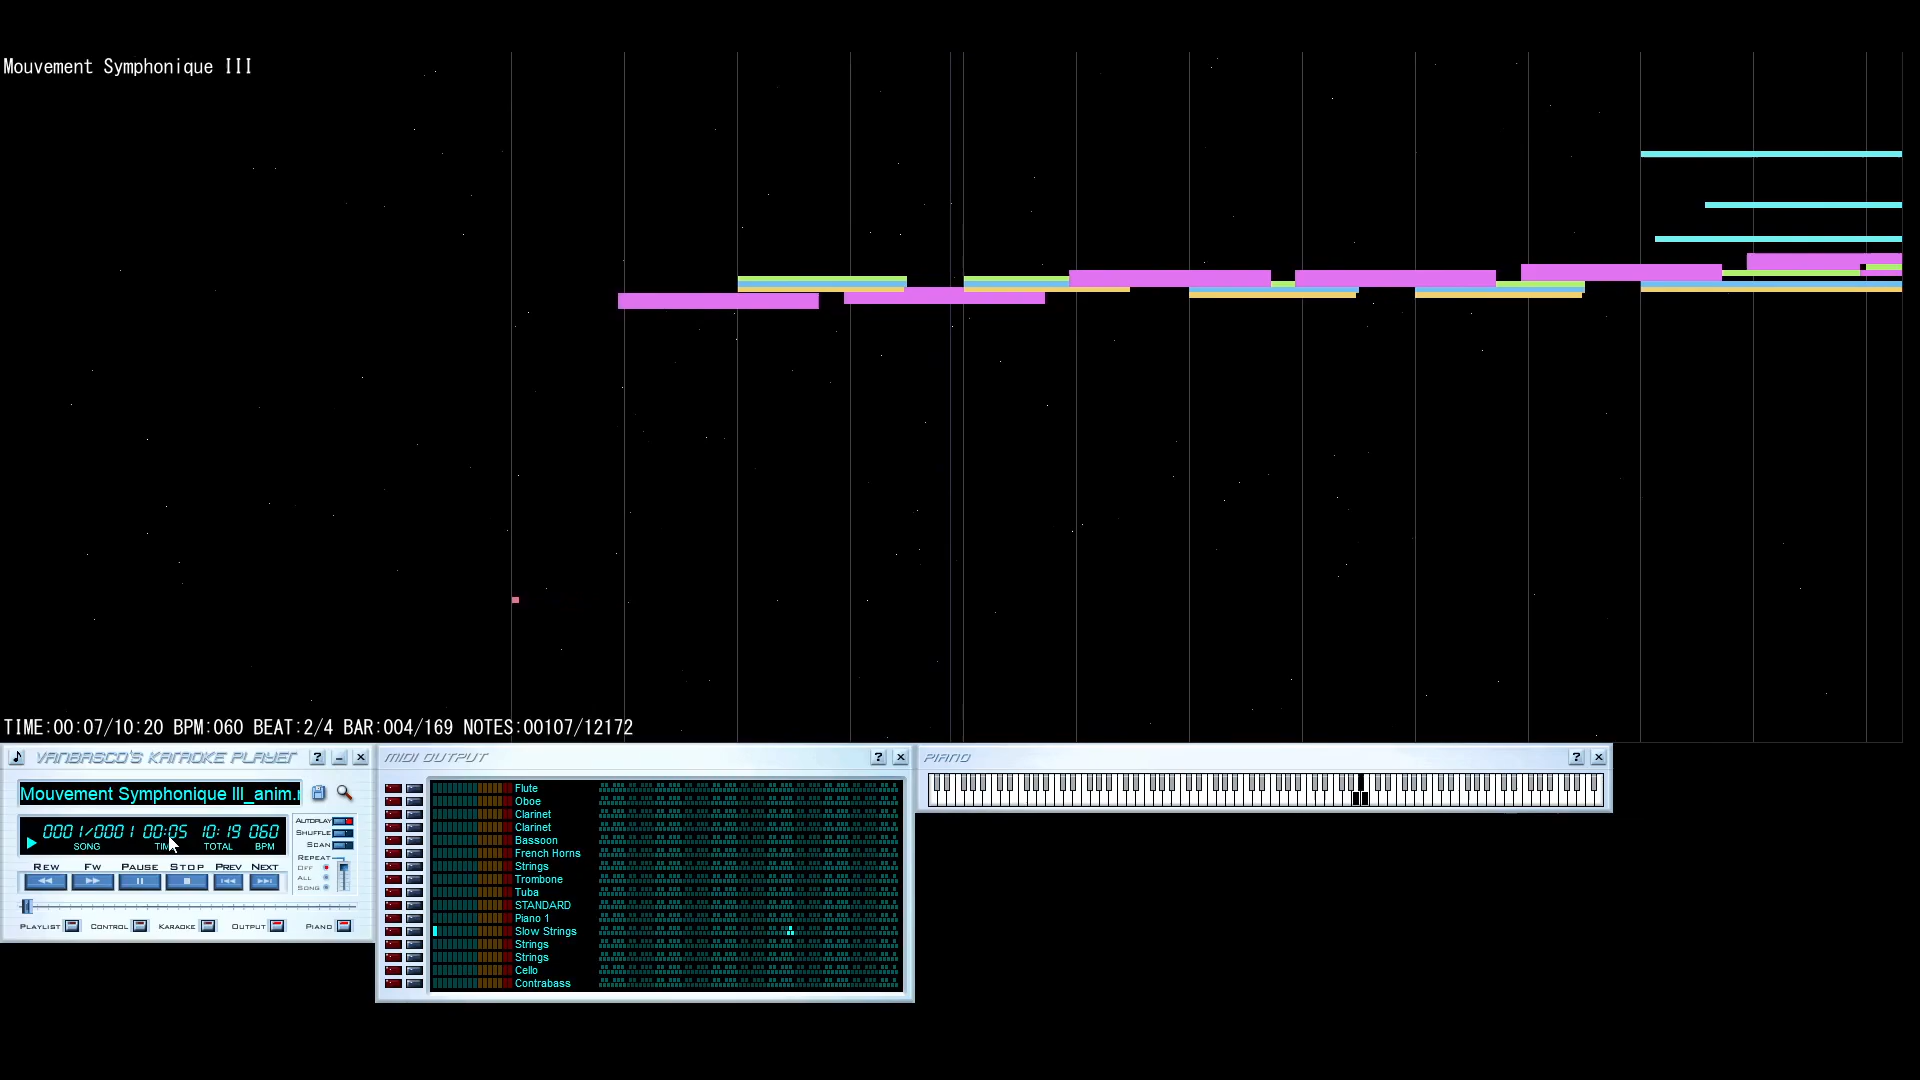 Mouvement Symphonique III
TIME:00:07/10:20 BPM:060 BEAT:2/4 BAR:004/169 NOTES:00107/12172
VANBASCO'S KARAOKE PLAYER
Mouvement Symphonique III_anim.
0001/0001 00:05 10:19 060
SONG TIM TOTAL BPM
AUTOPLAY
SHUFFLE
SCAN
REPEAT
OFF
ALL
SONG
REW FW PAUSE STOP PREV NEXT
PLAYLIST CONTROL KARAOKE OUTPUT PIANO
MIDI OUTPUT
Flute
Oboe
Clarinet
Clarinet
Bassoon
French Horns
Strings
Trombone
Tuba
STANDARD
Piano 1
Slow Strings
Strings
Strings
Cello
Contrabass
PIANO